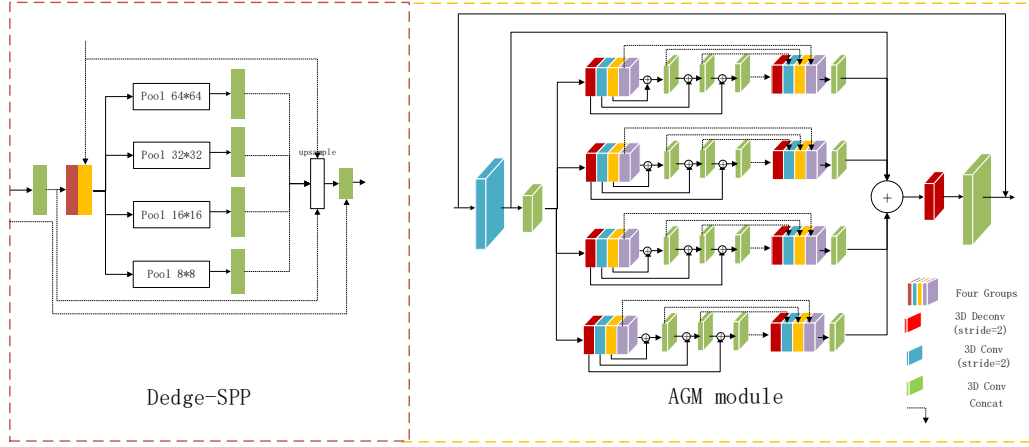 Pool 64*64
Pool 32*32
upsample
Pool 16*16
Pool 8*8
Dedge-SPP
AGM module
Four Groups
3D Deconv
(stride=2)
3D Conv
(stride=2)
3D Conv
Concat